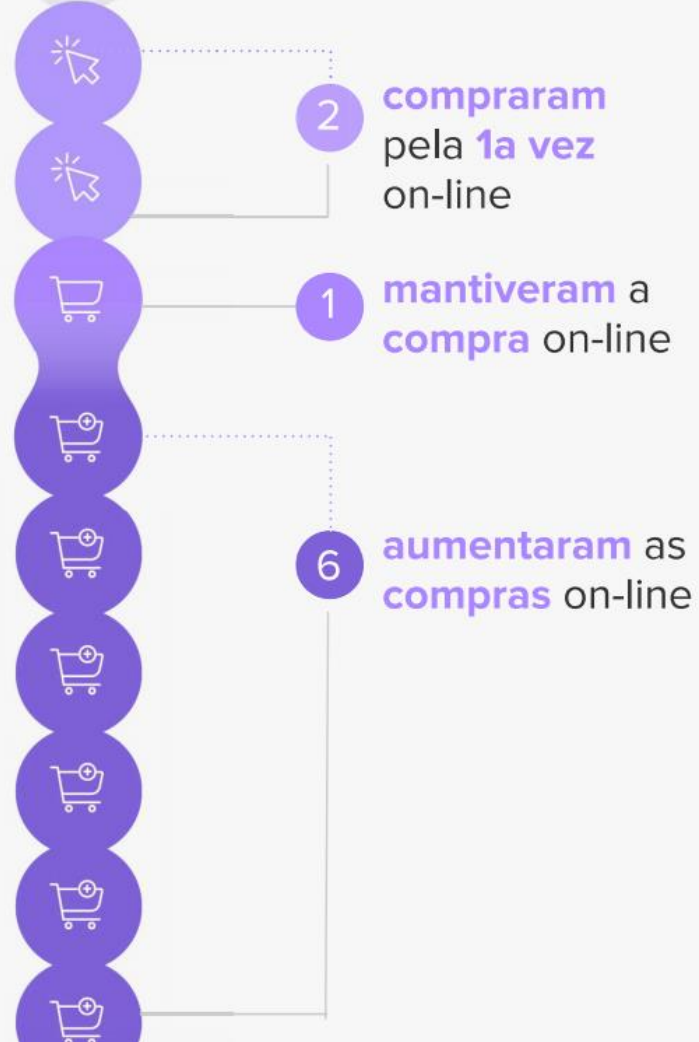 2
compraram
pela 1a vez
on-line
1
mantiveram a
compra on-line
6
aumentaram as
compras on-line